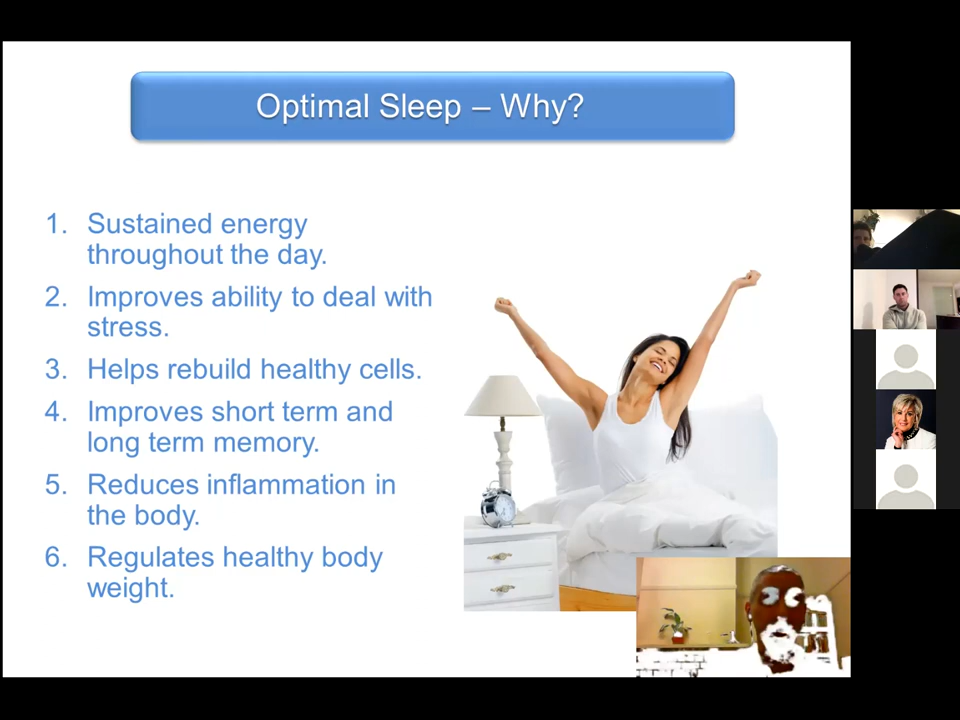 Optimal Sleep – Why?
1. Sustained energy
throughout the day.
2. Improves ability to deal with
stress.
3. Helps rebuild healthy cells.
4. Improves short term and
long term memory.
5. Reduces inflammation in
the body.
6. Regulates healthy body
weight.